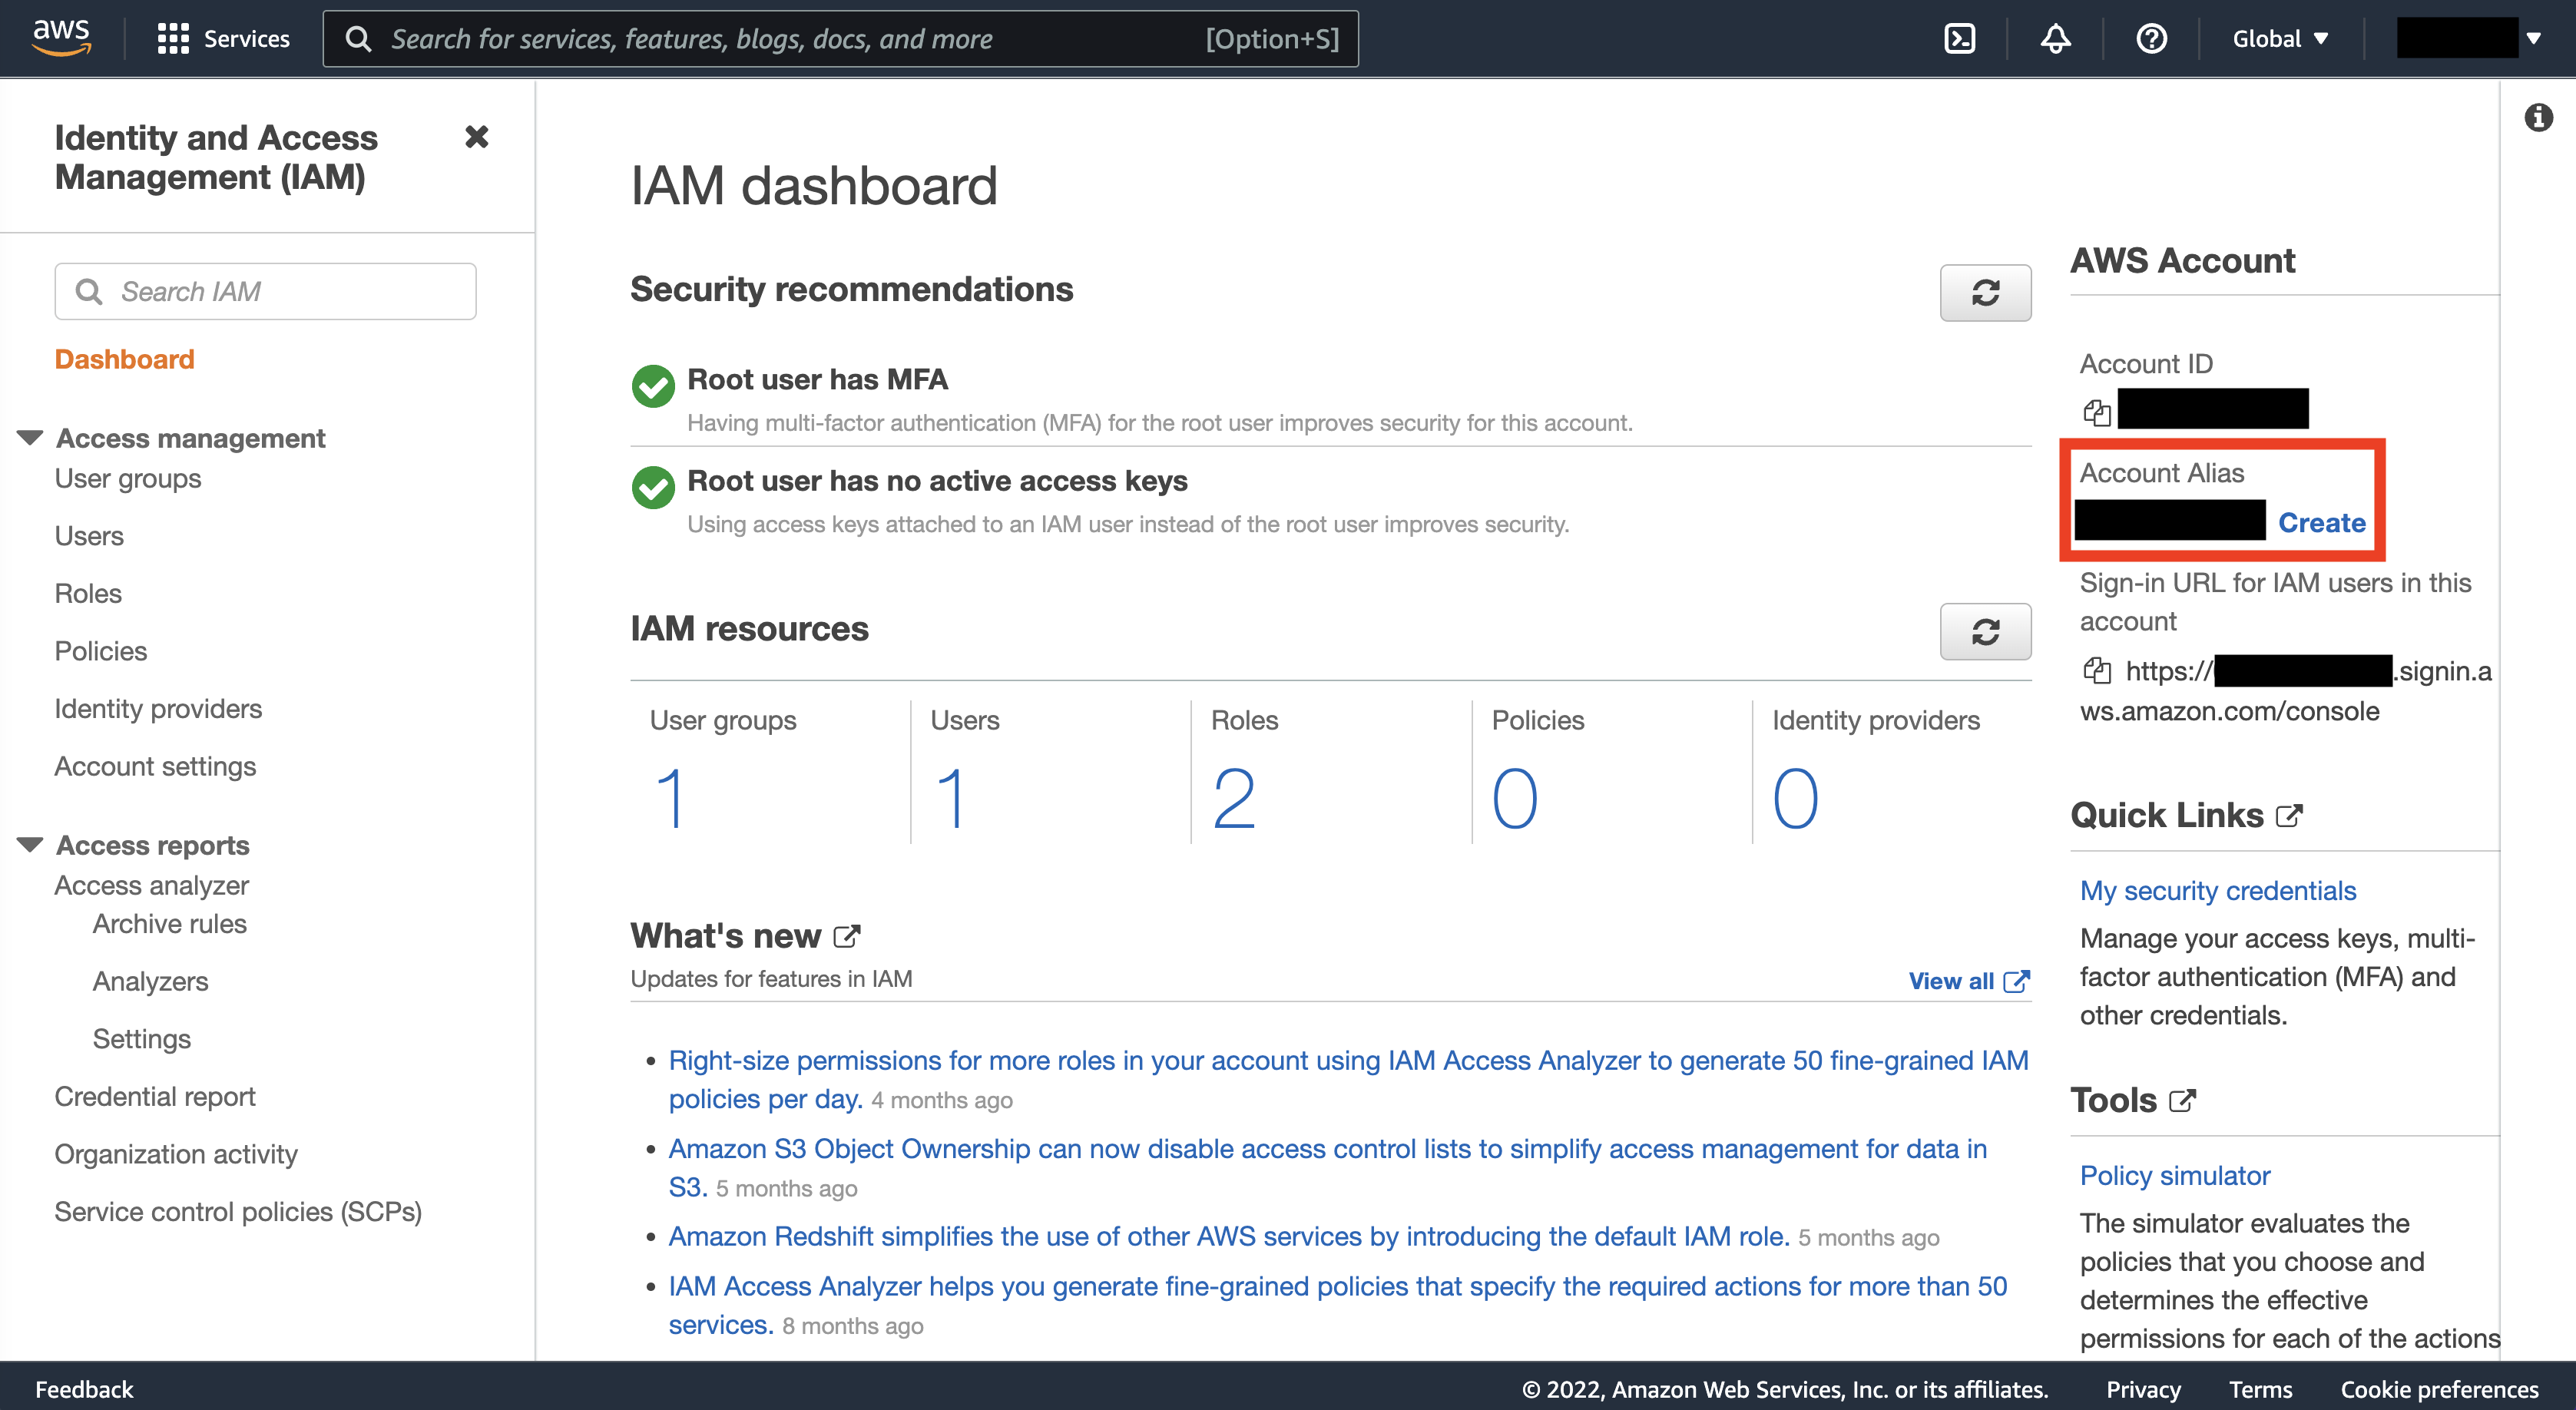 aws
Services
Search for services, features, blogs, docs, and more
[Option+S]
Global
Identity and Access
Management (IAM)
Search IAM
Dashboard
Access management
User groups
Users
Roles
Policies
Identity providers
Account settings
Access reports
Access analyzer
Archive rules
Analyzers
Settings
Credential report
Organization activity
Service control policies (SCPs)
IAM dashboard
Security recommendations
Root user has MFA
Having multi-factor authentication (MFA) for the root user improves security for this account.
Root user has no active access keys
Using access keys attached to an IAM user instead of the root user improves security.
IAM resources
User groups
1
Users
1
Roles
2
Policies
0
Identity providers
0
What's new
Updates for features in IAM
View all
• Right-size permissions for more roles in your account using IAM Access Analyzer to generate 50 fine-grained IAM
policies per day. 4 months ago
• Amazon S3 Object Ownership can now disable access control lists to simplify access management for data in
S3. 5 months ago
• Amazon Redshift simplifies the use of other AWS services by introducing the default IAM role. 5 months ago
• IAM Access Analyzer helps you generate fine-grained policies that specify the required actions for more than 50
services. 8 months ago
AWS Account
Account ID
Account Alias
Create
Sign-in URL for IAM users in this
account
https:// .signin.a
ws.amazon.com/console
Quick Links
My security credentials
Manage your access keys, multi-
factor authentication (MFA) and
other credentials.
Tools
Policy simulator
The simulator evaluates the
policies that you choose and
determines the effective
permissions for each of the actions
Feedback
© 2022, Amazon Web Services, Inc. or its affiliates.
Privacy
Terms
Cookie preferences